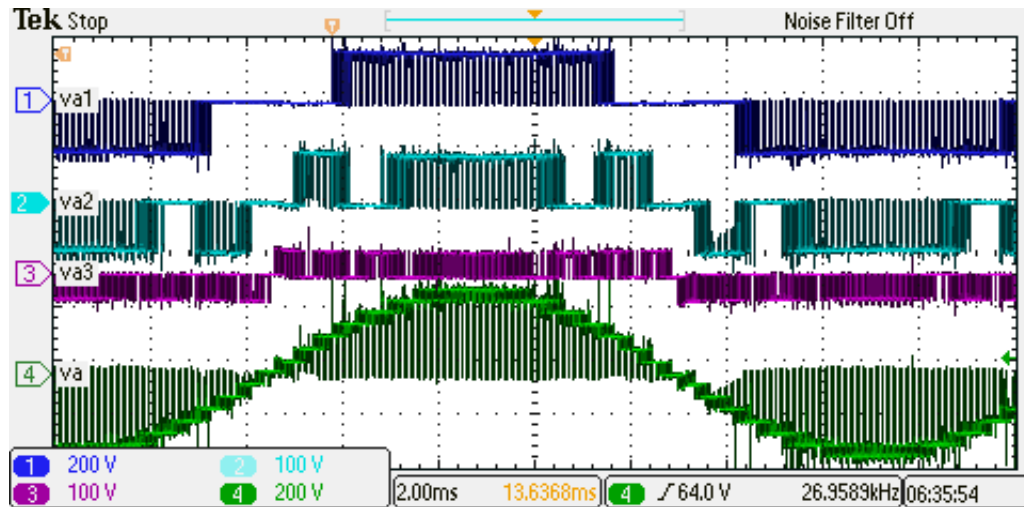 Tek Stop Noise Filter Off
T
T
1 va1
2 va2
3 va3
4 va
1 200 V 2 100 V
3 100 V 4 200 V
2.00ms 13.6368ms 4 64.0 V 26.9589kHz 06:35:54